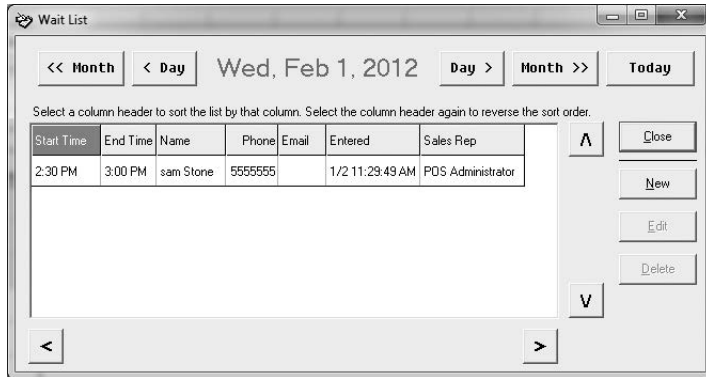 Wait List
<< Month < Day Wed, Feb 1, 2012 Day > Month >> Today
Select a column header to sort the list by that column. Select the column header again to reverse the sort order.
Start Time End Time Name Phone Email Entered Sales Rep
2:30 PM 3:00 PM sam Stone 5555555 1/2 11:29:49 AM POS Administrator
Λ
V
< >
Close
New
Edit
Delete